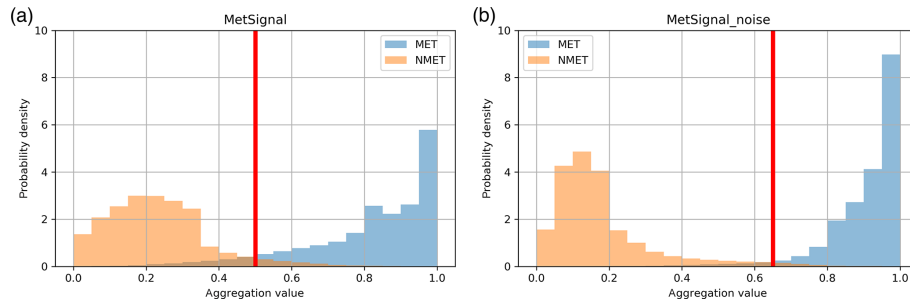 (a)
MetSignal
10
8
6
4
2
0
Probability density
MET
NMET
0.0 0.2 0.4 0.6 0.8 1.0
Aggregation value
(b)
MetSignal_noise
10
8
6
4
2
0
Probability density
MET
NMET
0.0 0.2 0.4 0.6 0.8 1.0
Aggregation value